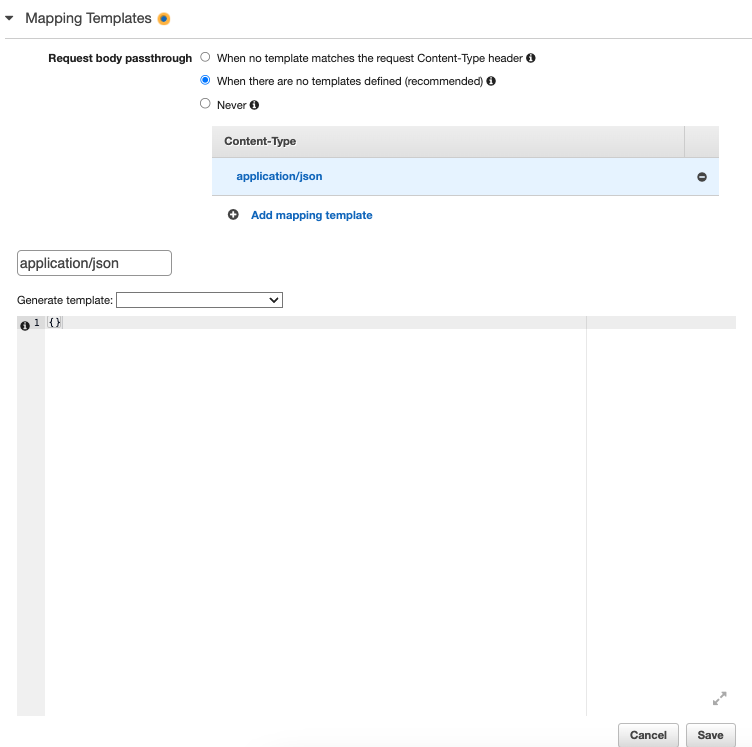 Mapping Templates
Request body passthrough
When no template matches the request Content-Type header
When there are no templates defined (recommended)
Never
Content-Type
application/json
Add mapping template
application/json
Generate template:
1 {}
Cancel Save